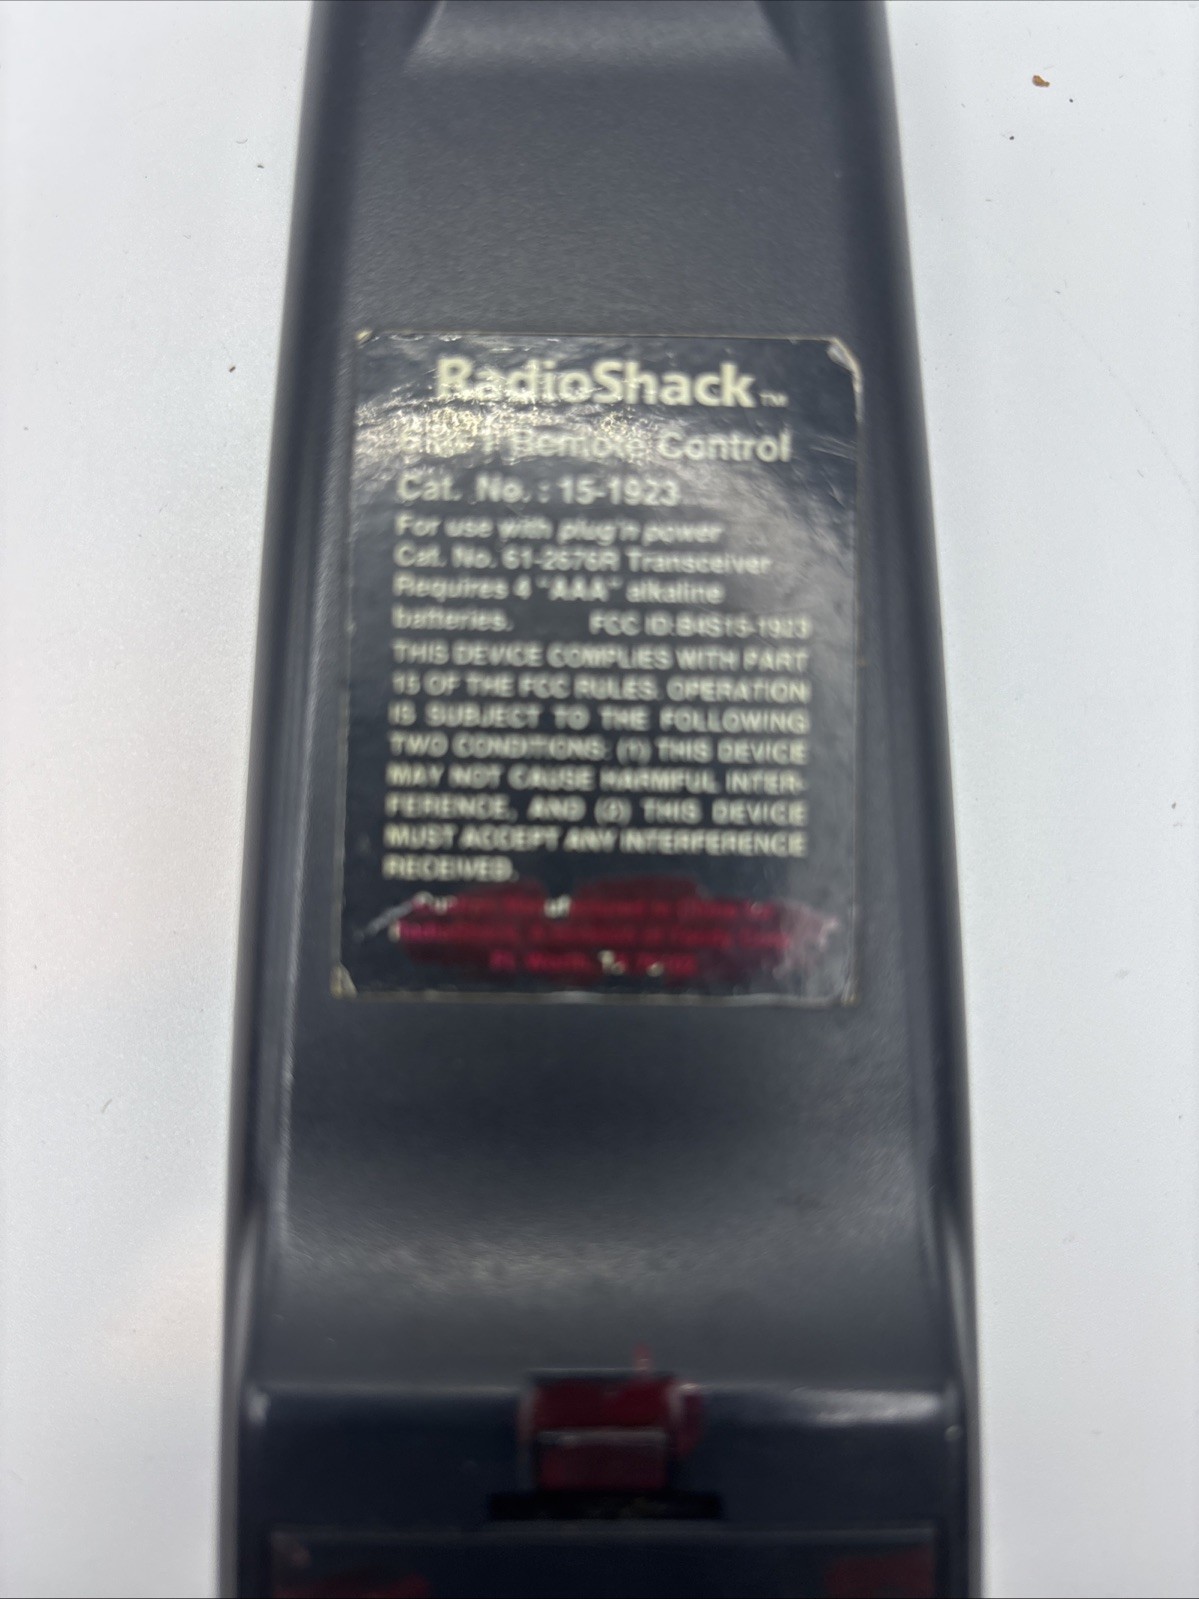 RadioShack™
Remote Control
Cat. No. : 15-1923
For use with plug'n power
Cat. No. 61-2676R Transceiver
Requires 4 "AAA" alkaline
batteries. FCC ID:B4S15-1923
THIS DEVICE COMPLIES WITH PART
15 OF THE FCC RULES. OPERATION
IS SUBJECT TO THE FOLLOWING
TWO CONDITIONS: (1) THIS DEVICE
MAY NOT CAUSE HARMFUL INTER-
FERENCE, AND (2) THIS DEVICE
MUST ACCEPT ANY INTERFERENCE
RECEIVED.